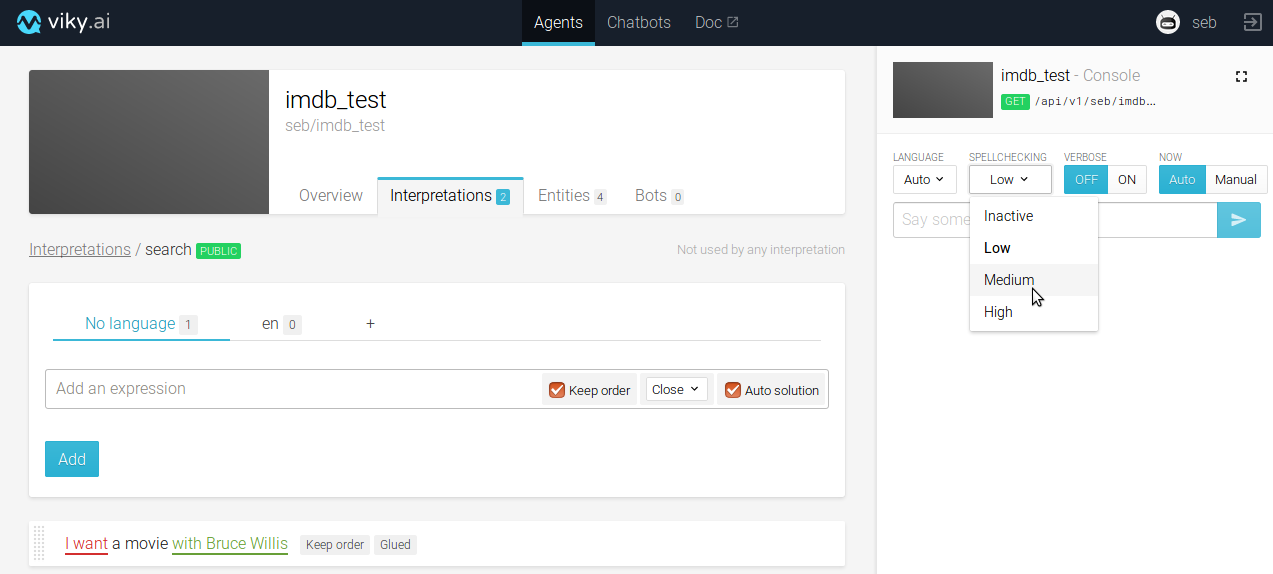 viky.ai
Agents Chatbots Doc
seb
imdb_test
seb/imdb_test
Overview Interpretations 2 Entities 4 Bots 0
Interpretations / search PUBLIC
Not used by any interpretation
No language 1 en 0 +
Add an expression
Keep order Close Auto solution
Add
I want a movie with Bruce Willis Keep order Glued
imdb_test - Console
GET /api/v1/seb/imdb…
LANGUAGE SPELLCHECKING VERBOSE NOW
Auto Low OFF ON Auto Manual
Say some
Inactive
Low
Medium
High